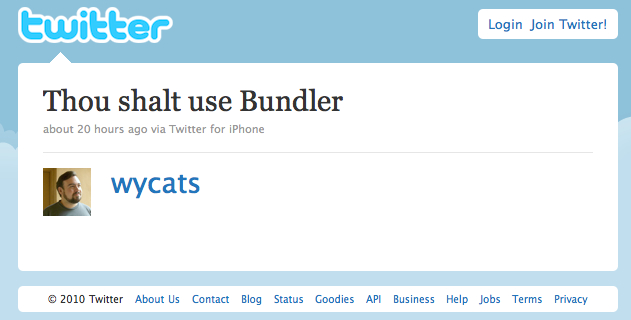 twitter
Login Join Twitter!
Thou shalt use Bundler
about 20 hours ago via Twitter for iPhone
wycats
© 2010 Twitter About Us Contact Blog Status Goodies API Business Help Jobs Terms Privacy